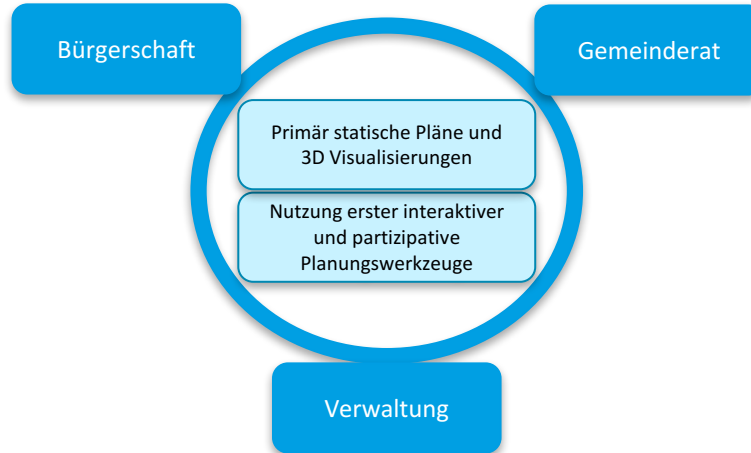 Bürgerschaft
Gemeinderat
Primär statische Pläne und
3D Visualisierungen
Nutzung erster interaktiver
und partizipative
Planungswerkzeuge
Verwaltung